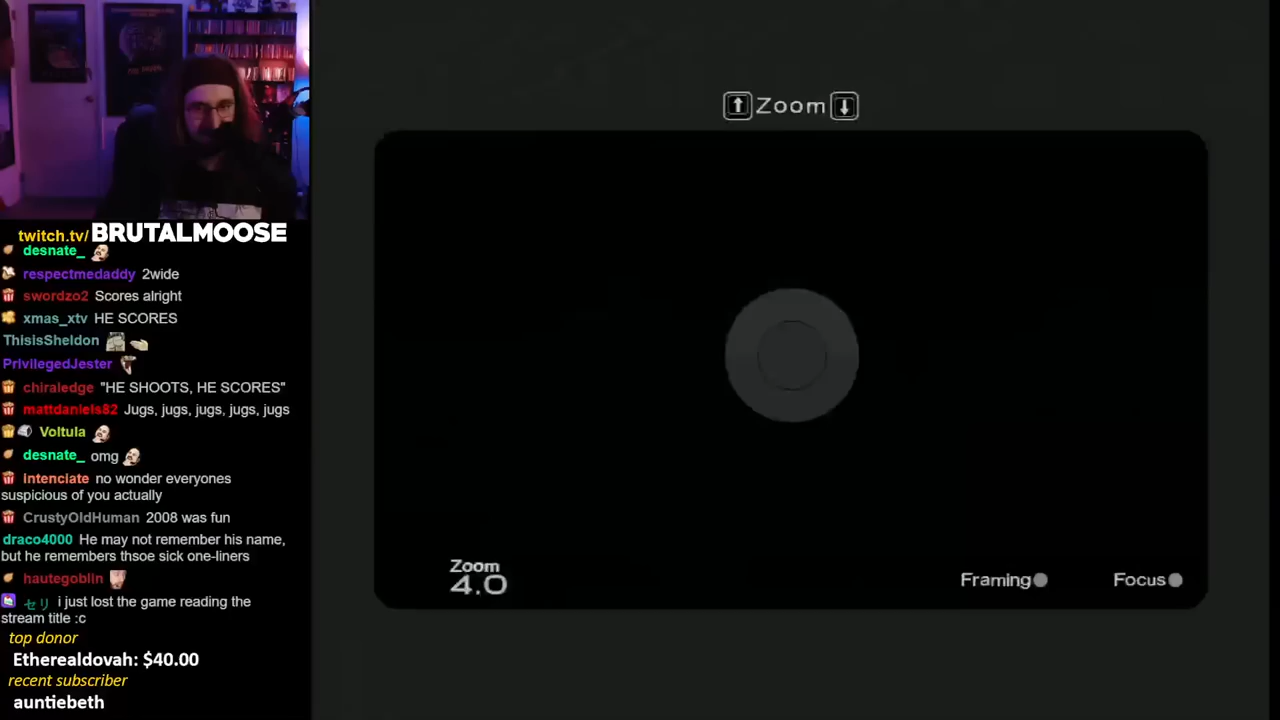 twitch.tv/BRUTALMOOSE
desnate_
respectmedaddy 2wide
swordzo2 Scores alright
xmas_xtv HE SCORES
ThisisSheldon
PrivilegedJester
chiraledge "HE SHOOTS, HE SCORES"
mattdaniels82 Jugs, jugs, jugs, jugs, jugs
Voltula
desnate_ omg
intenciate no wonder everyones
suspicious of you actually
CrustyOldHuman 2008 was fun
draco4000 He may not remember his name,
but he remembers thsoe sick one-liners
hautegoblin
セリ i just lost the game reading the
stream title :c
top donor
Etherealdovah: $40.00
recent subscriber
auntiebeth
Zoom
Zoom
4.0
Framing
Focus